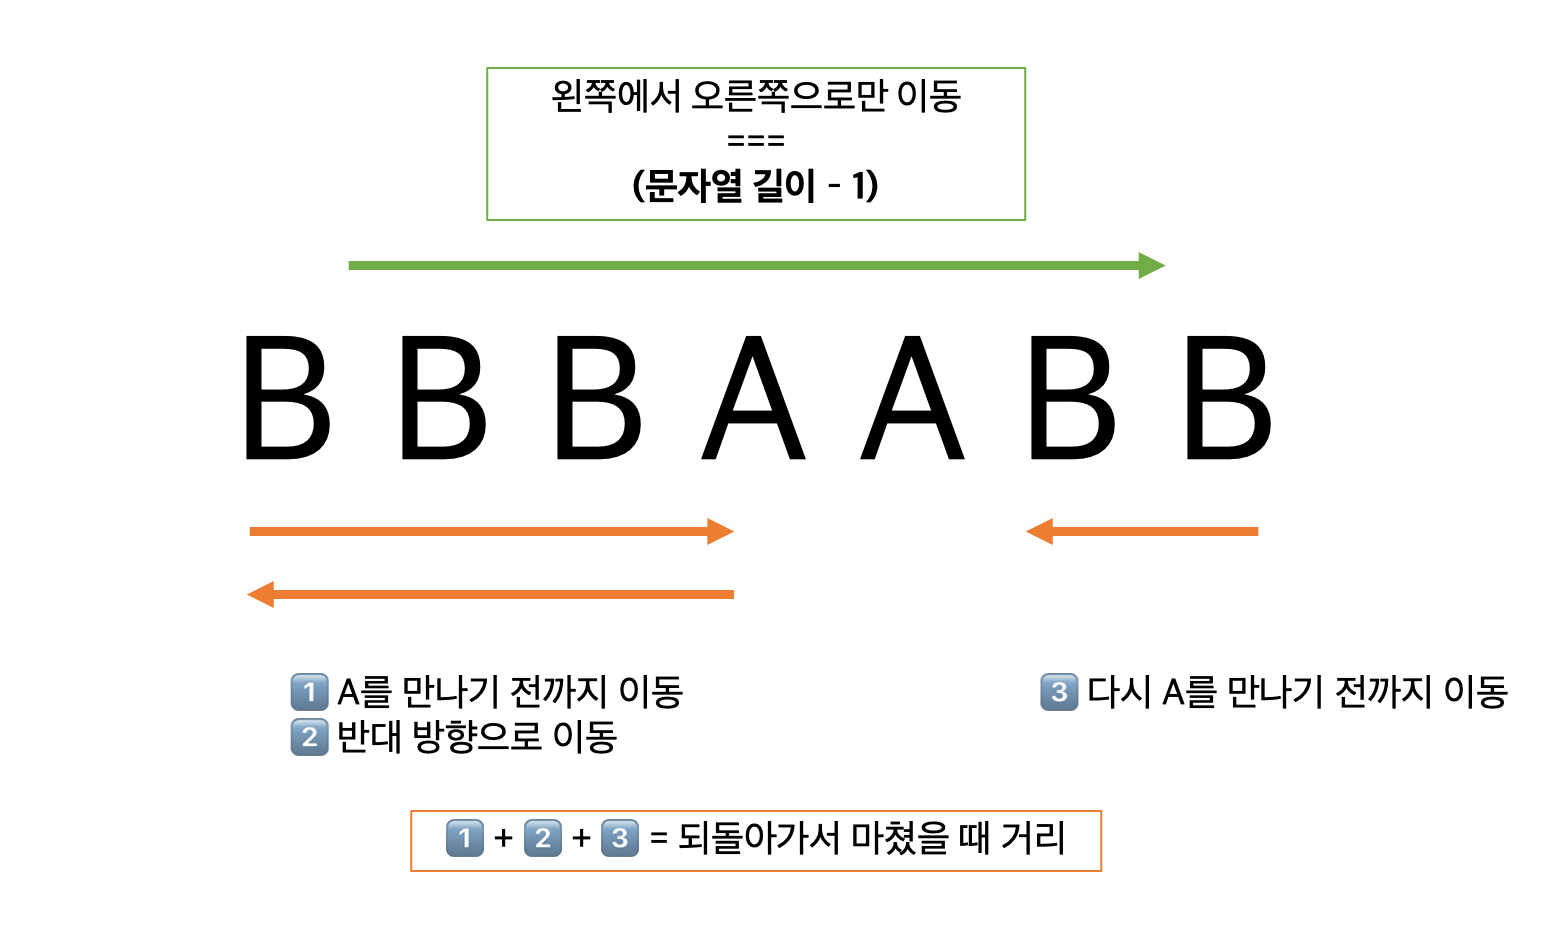 왼쪽에서 오른쪽으로만 이동
===
(문자열 길이 - 1)
B B B A A B B
1️⃣ A를 만나기 전까지 이동
2️⃣ 반대 방향으로 이동
3️⃣ 다시 A를 만나기 전까지 이동
1️⃣ + 2️⃣ + 3️⃣ = 되돌아가서 마쳤을 때 거리